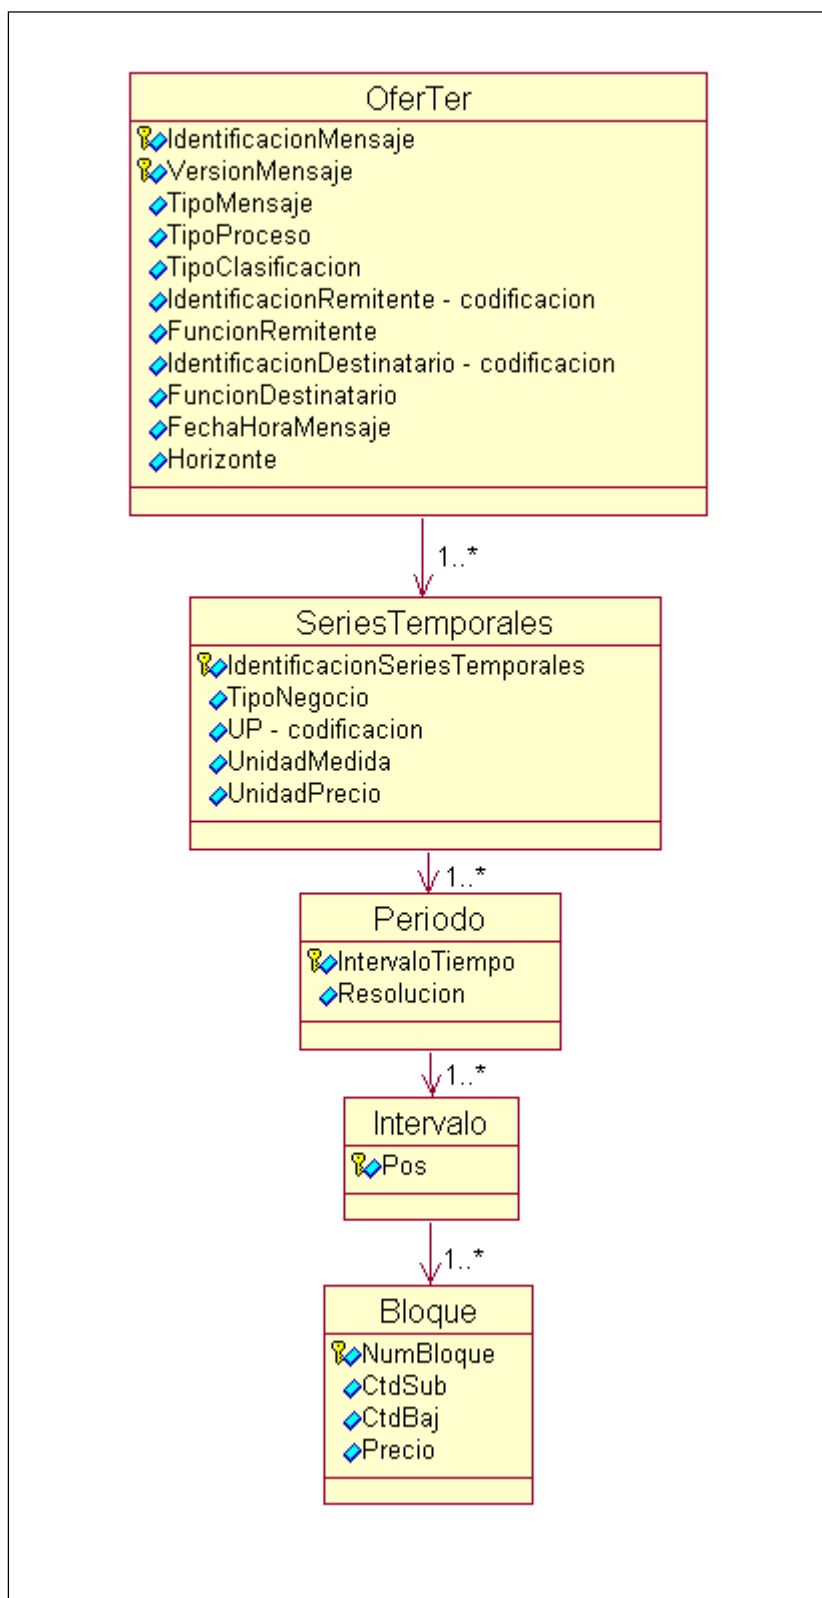 OferTer
IdentificacionMensaje
VersionMensaje
TipoMensaje
TipoProceso
TipoClasificacion
IdentificacionRemitente - codificacion
FuncionRemitente
IdentificacionDestinatario - codificacion
FuncionDestinatario
FechaHoraMensaje
Horizonte
1..*
SeriesTemporales
IdentificacionSeriesTemporales
TipoNegocio
UP - codificacion
UnidadMedida
UnidadPrecio
1..*
Periodo
IntervaloTiempo
Resolucion
1..*
Intervalo
Pos
1..*
Bloque
NumBloque
CtdSub
CtdBaj
Precio